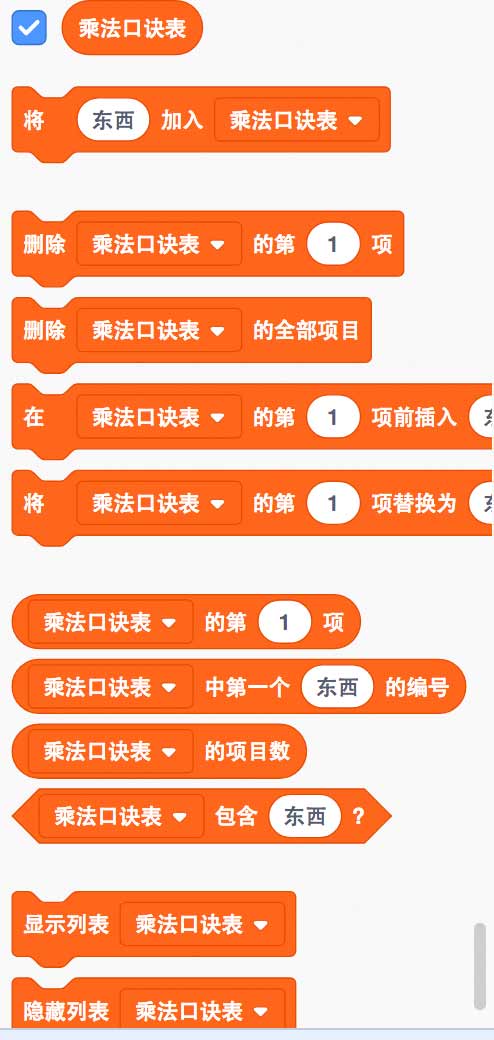 乘法口诀表
将 东西 加入 乘法口诀表
删除 乘法口诀表 的第 1 项
删除 乘法口诀表 的全部项目
在 乘法口诀表 的第 1 项前插入
将 乘法口诀表 的第 1 项替换为
乘法口诀表 的第 1 项
乘法口诀表 中第一个 东西 的编号
乘法口诀表 的项目数
乘法口诀表 包含 东西 ?
显示列表 乘法口诀表
隐藏列表 乘法口诀表